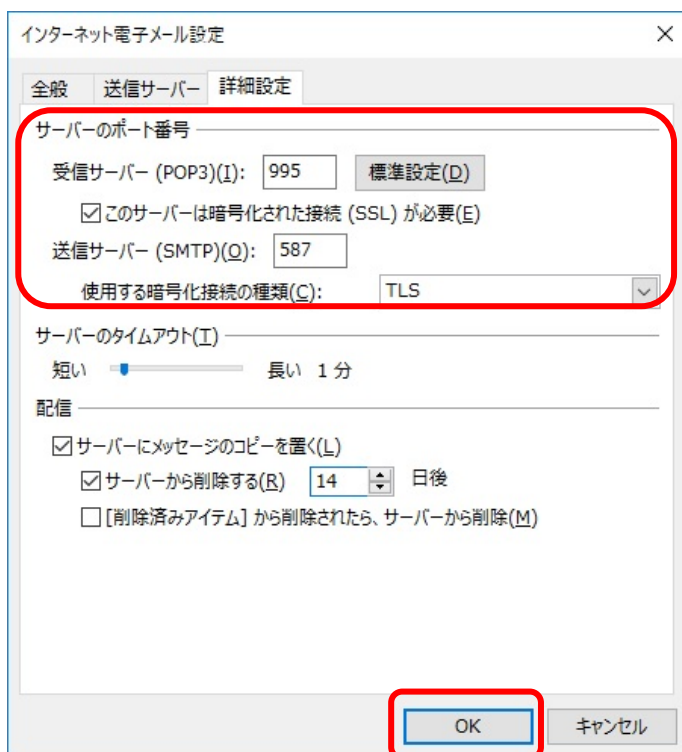 インターネット電子メール設定
全般 送信サーバー 詳細設定
サーバーのポート番号
受信サーバー (POP3)(I): 995 標準設定(D)
このサーバーは暗号化された接続 (SSL) が必要(E)
送信サーバー (SMTP)(O): 587
使用する暗号化接続の種類(C): TLS
サーバーのタイムアウト(T)
短い 長い 1 分
配信
サーバーにメッセージのコピーを置く(L)
サーバーから削除する(R) 14 日後
[削除済みアイテム] から削除されたら、サーバーから削除(M)
OK キャンセル